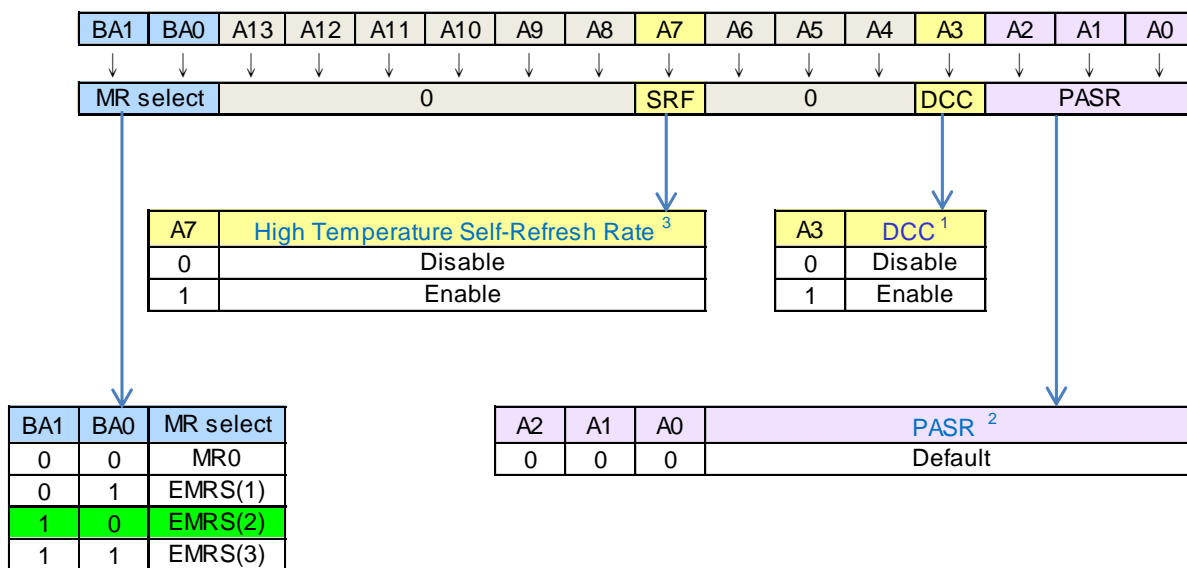 BA1 BA0 A13 A12 A11 A10 A9 A8 A7 A6 A5 A4 A3 A2 A1 A0
MR select 0 SRF 0 DCC PASR
A7 High Temperature Self-Refresh Rate 3
0 Disable
1 Enable
A3 DCC 1
0 Disable
1 Enable
BA1 BA0 MR select
0 0 MR0
0 1 EMRS(1)
1 0 EMRS(2)
1 1 EMRS(3)
A2 A1 A0 PASR 2
0 0 0 Default